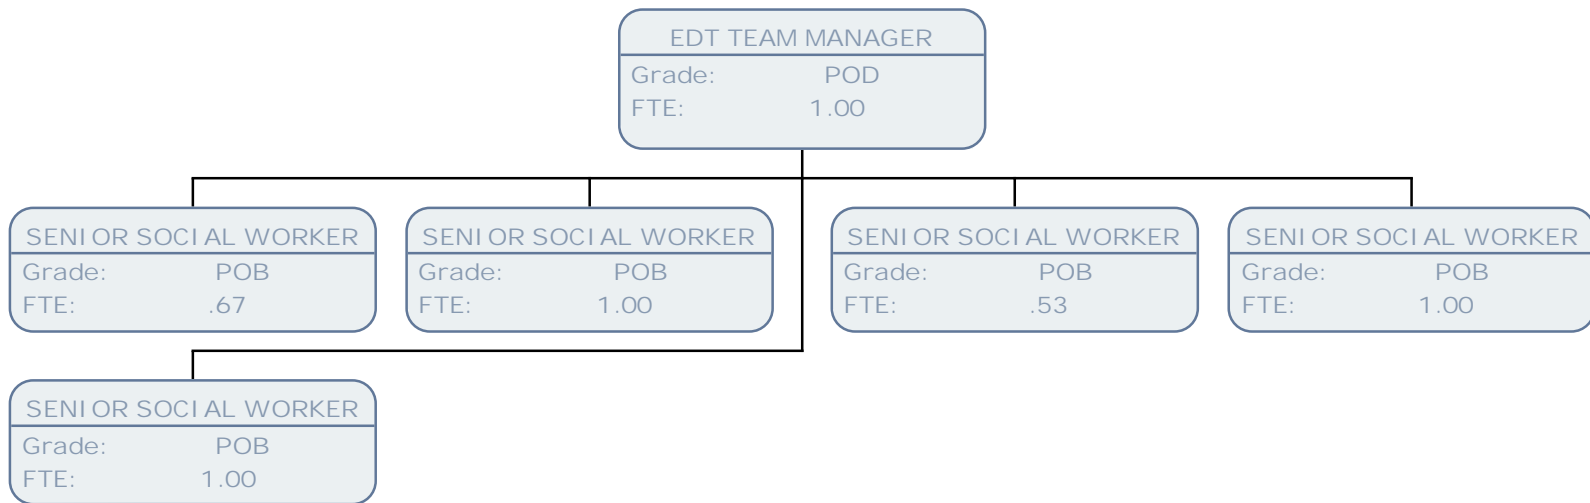 EDT TEAM MANAGER
Grade: POD
FTE: 1.00
SENIOR SOCIAL WORKER
Grade: POB
FTE: .67
SENIOR SOCIAL WORKER
Grade: POB
FTE: 1.00
SENIOR SOCIAL WORKER
Grade: POB
FTE: .53
SENIOR SOCIAL WORKER
Grade: POB
FTE: 1.00
SENIOR SOCIAL WORKER
Grade: POB
FTE: 1.00